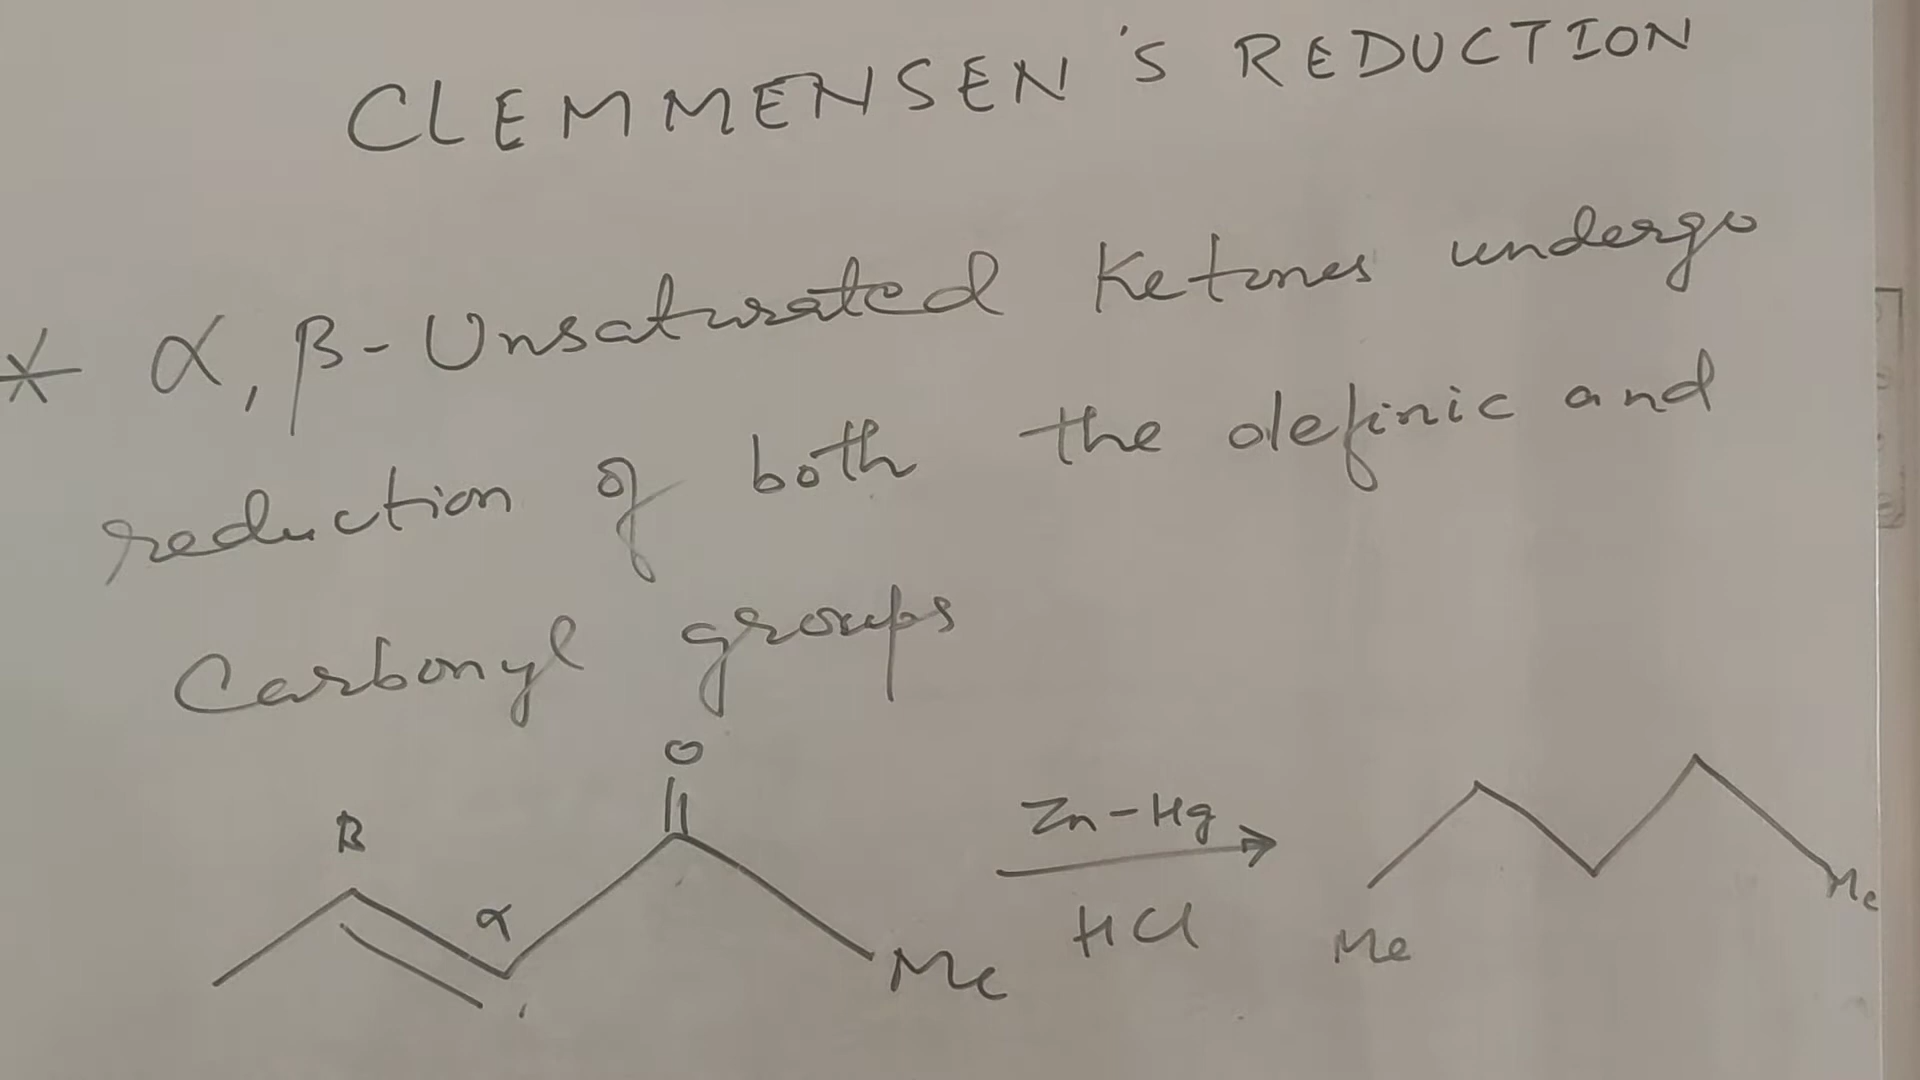 CLEMMENSEN'S REDUCTION
* α, β-Unsaturated Ketones undergo
reduction of both the olefinic and
Carbonyl groups
O
β
α
Me
Zn-Hg
HCl
Me
Me